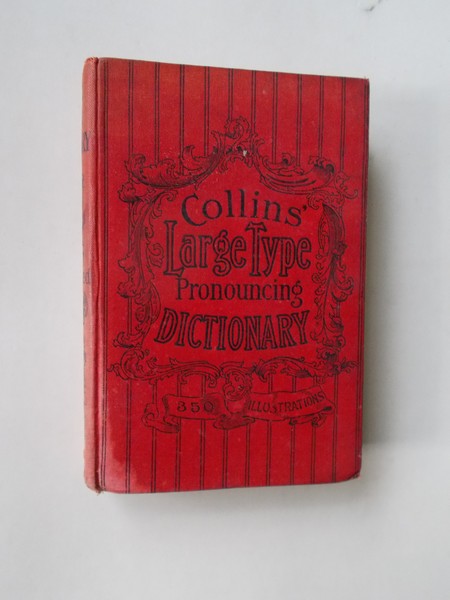 Collins'
Large Type
Pronouncing
DICTIONARY
350 ILLUSTRATIONS